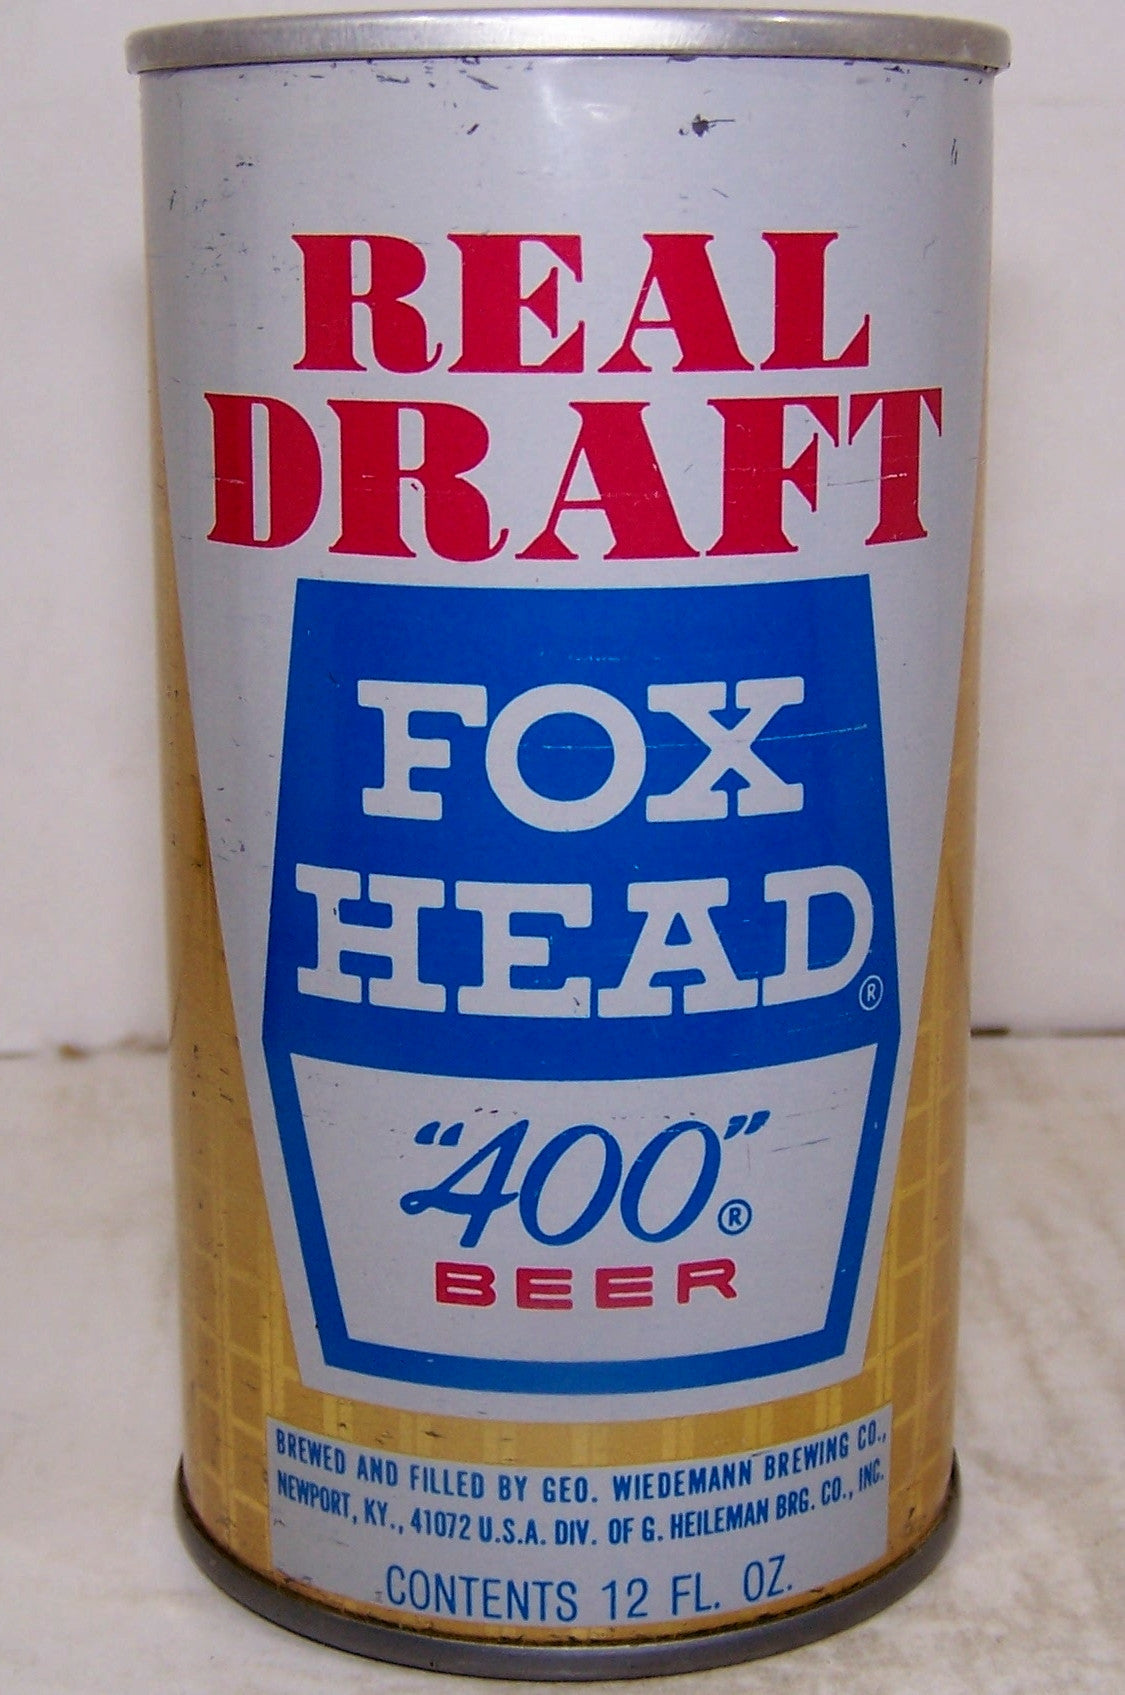 REAL
DRAFT
FOX
HEAD®
"400"®
BEER
BREWED AND FILLED BY GEO. WIEDEMANN BREWING CO.,
NEWPORT, KY., 41072 U.S.A. DIV. OF G. HEILEMAN BRG. CO., INC.
CONTENTS 12 FL. OZ.